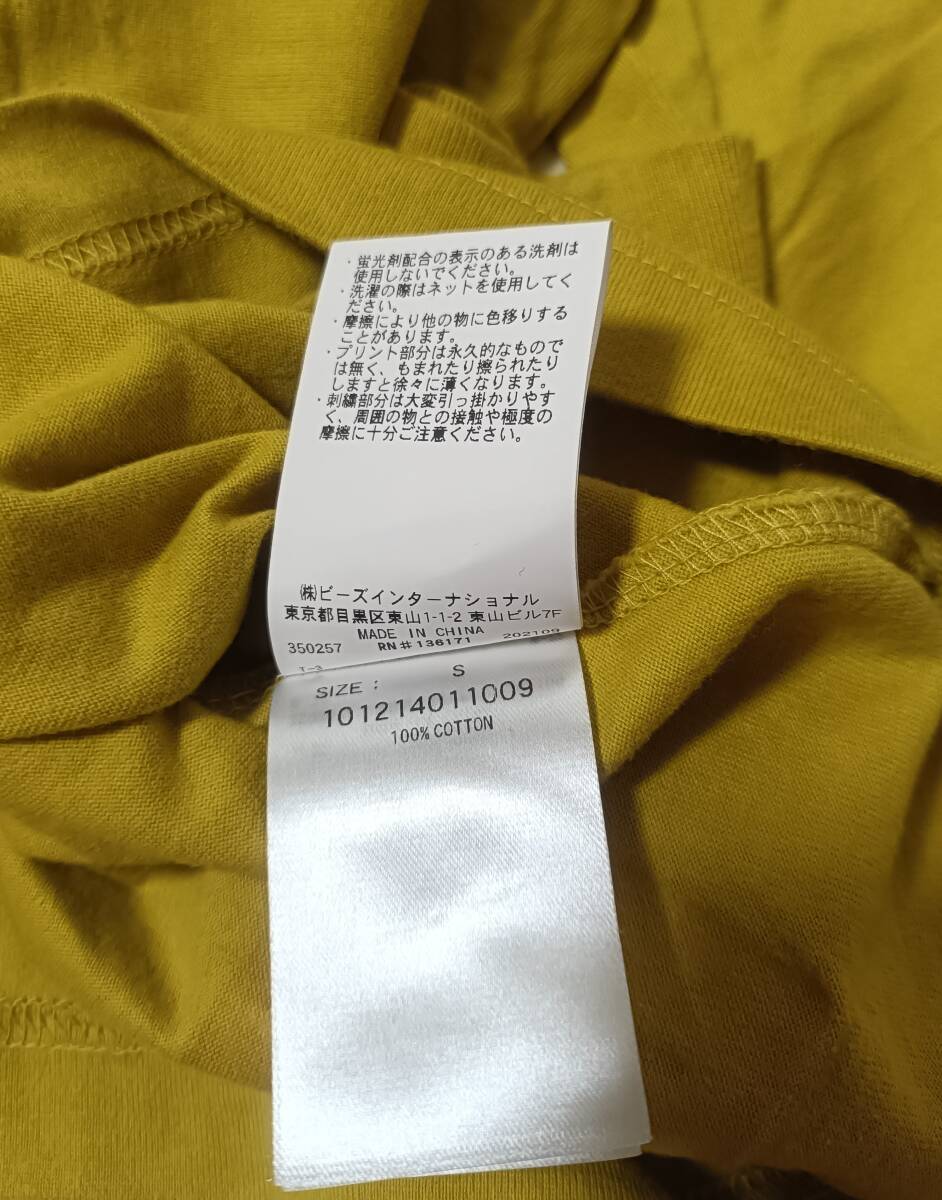 ・蛍光剤配合の表示のある洗剤は
使用しないでください。
・洗濯の際はネットを使用してく
ださい。
・摩擦により他の物に色移りする
ことがあります。
・プリント部分は永久的なもので
は無く、もまれたり擦られたり
しますと徐々に薄くなります。
・刺繍部分は大変引っ掛かりやす
く、周囲の物との接触や極度の
摩擦に十分ご注意ください。
㈱ビーズインターナショナル
東京都目黒区東山1-1-2 東山ビル7F
MADE IN CHINA
350257 RN#136171 202109
T-3
SIZE : S
101214011009
100% COTTON